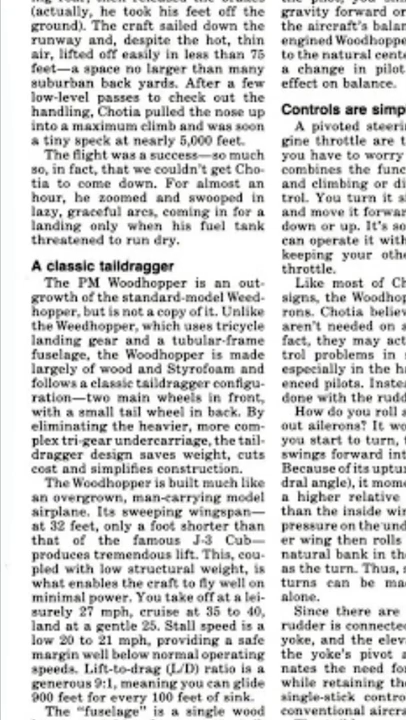 (actually, he took his feet off the
ground). The craft sailed down the
runway and, despite the hot, thin
air, lifted off easily in less than 75
feet—a space no larger than many
suburban back yards. After a few
low-level passes to check out the
handling, Chotia pulled the nose up
into a maximum climb and was soon
a tiny speck at nearly 5,000 feet.
The flight was a success—so much
so, in fact, that we couldn't get Cho-
tia to come down. For almost an
hour, he zoomed and swooped in
lazy, graceful arcs, coming in for a
landing only when his fuel tank
threatened to run dry.
A classic taildragger
The PM Woodhopper is an out-
growth of the standard-model Weed-
hopper, but is not a copy of it. Unlike
the Weedhopper, which uses tricycle
landing gear and a tubular-frame
fuselage, the Woodhopper is made
largely of wood and Styrofoam and
follows a classic taildragger configu-
ration—two main wheels in front,
with a small tail wheel in back. By
eliminating the heavier, more com-
plex tri-gear undercarriage, the tail-
dragger design saves weight, cuts
cost and simplifies construction.
The Woodhopper is built much like
an overgrown, man-carrying model
airplane. Its sweeping wingspan—
at 32 feet, only a foot shorter than
that of the famous J-3 Cub—
produces tremendous lift. This, cou-
pled with low structural weight, is
what enables the craft to fly well on
minimal power. You take off at a lei-
surely 27 mph, cruise at 35 to 40,
land at a gentle 25. Stall speed is a
low 20 to 21 mph, providing a safe
margin well below normal operating
speeds. Lift-to-drag (L/D) ratio is a
generous 9:1, meaning you can glide
900 feet for every 100 feet of sink.
The "fuselage" is a single wood
gravity forward or
the aircraft's balan
engined Woodhoppe
to the natural cente
a change in pilot
effect on balance.
Controls are simp
A pivoted steeri
gine throttle are t
you have to worry
combines the func
and climbing or di
trol. You turn it s
and move it forwar
down or up. It's so
can operate it with
keeping your othe
throttle.
Like most of Ch
signs, the Woodhop
rons. Chotia believ
aren't needed on a
fact, they may act
trol problems in s
especially in the ha
enced pilots. Instea
done with the rudd
How do you roll a
out ailerons? It wo
you start to turn, t
swings forward int
Because of its uptur
dral angle), it mome
a higher relative
than the inside win
pressure on the und
er wing then rolls
natural bank in the
as the turn. Thus, s
turns can be ma
alone.
Since there are
rudder is connected
yoke, and the eleva
the yoke's pivot a
nates the need for
while retaining the
single-stick contro
conventional aircra